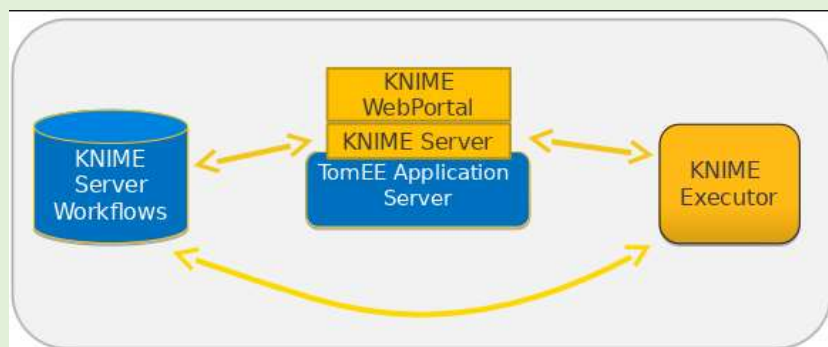 KNIME
Server
Workflows
KNIME
WebPortal
KNIME Server
TomEE Application
Server
KNIME
Executor